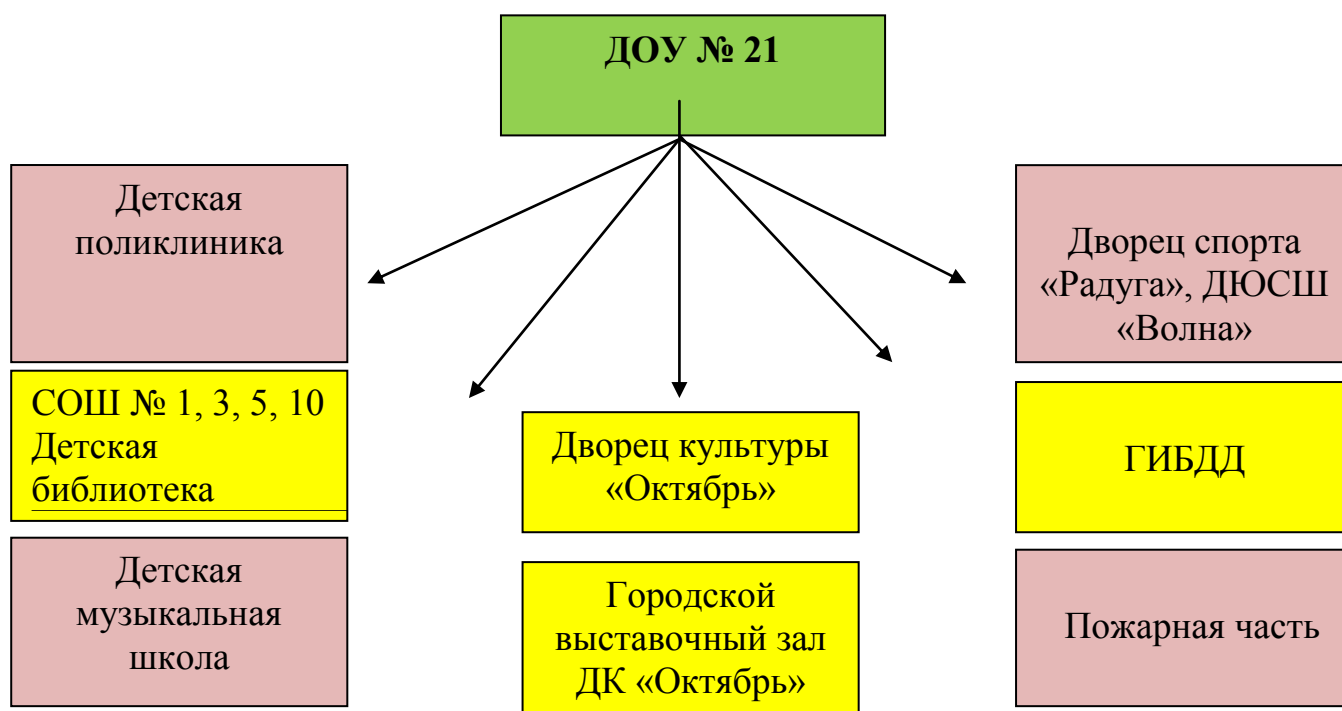 ДОУ № 21
Детская
поликлиника
Дворец спорта
«Радуга», ДЮСШ
«Волна»
СОШ № 1, 3, 5, 10
Детская
библиотека
Дворец культуры
«Октябрь»
ГИБДД
Детская
музыкальная
школа
Городской
выставочный зал
ДК «Октябрь»
Пожарная часть